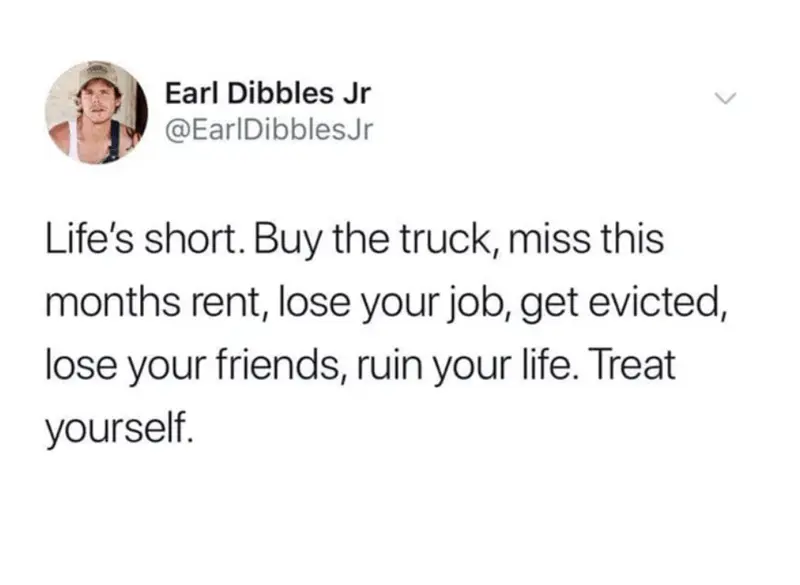 Earl Dibbles Jr
@EarlDibblesJr
Life's short. Buy the truck, miss this
months rent, lose your job, get evicted,
lose your friends, ruin your life. Treat
yourself.